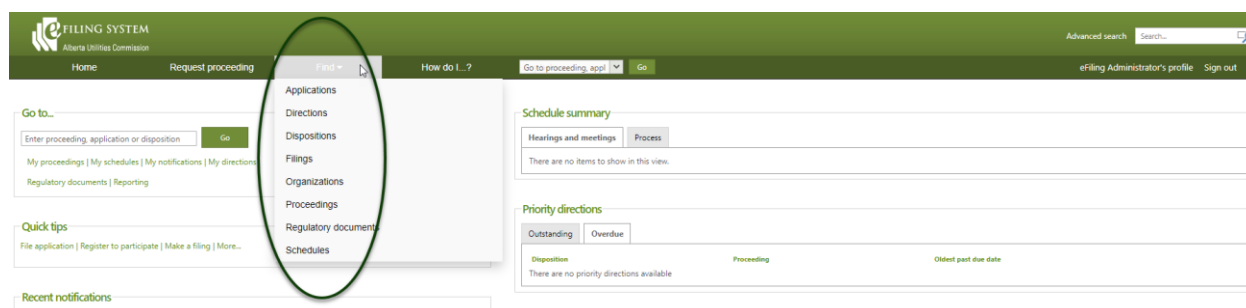 eFILING SYSTEM
Alberta Utilities Commission
Advanced search Search...
Home Request proceeding Find How do I...? Go to proceeding, appl Go eFiling Administrator's profile Sign out
Applications
Directions
Dispositions
Filings
Organizations
Proceedings
Regulatory documents
Schedules
Go to...
Enter proceeding, application or disposition Go
My proceedings | My schedules | My notifications | My directions
Regulatory documents | Reporting
Quick tips
File application | Register to participate | Make a filing | More...
Recent notifications
Schedule summary
Hearings and meetings Process
There are no items to show in this view.
Priority directions
Outstanding Overdue
Disposition Proceeding Oldest past due date
There are no priority directions available